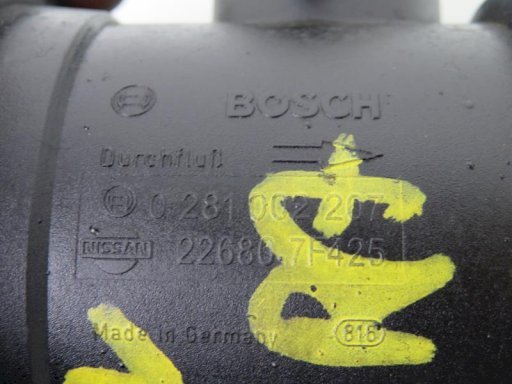 BOSCH
Durchfluß
0 281 002 207
NISSAN 22680 7F425
Made in Germany 816